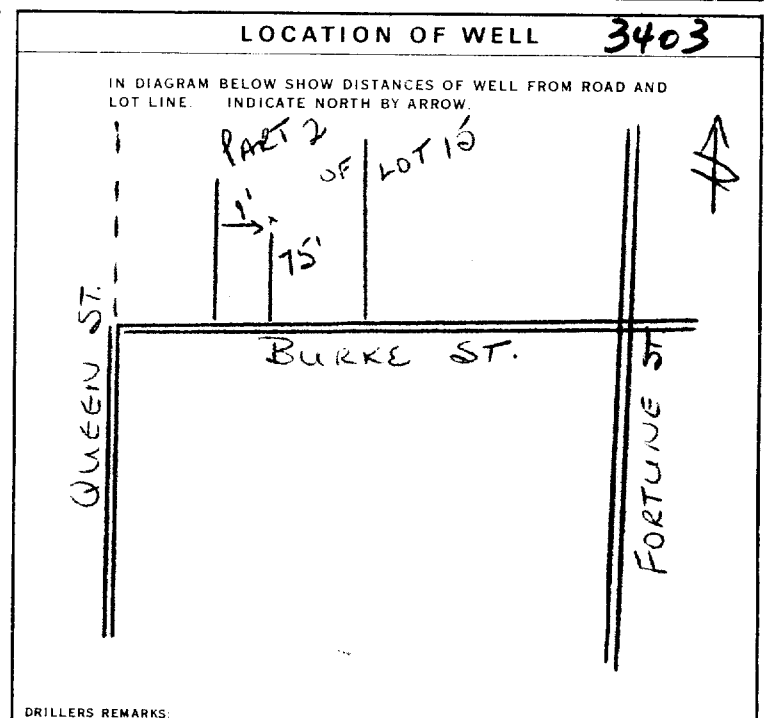 LOCATION OF WELL 3403
IN DIAGRAM BELOW SHOW DISTANCES OF WELL FROM ROAD AND
LOT LINE. INDICATE NORTH BY ARROW.
PART 2
OF LOT
1'
75'
QUEEN ST.
BURKE ST.
FORTUNE ST
DRILLERS REMARKS: